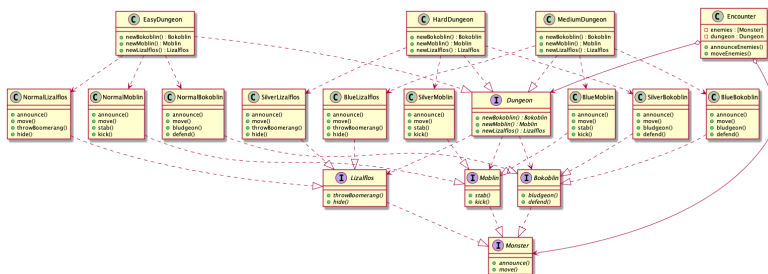 EasyDungeon
newBokoblin() : Bokoblin
newMoblin() : Moblin
newLizalflos() : Lizalflos
HardDungeon
newBokoblin() : Bokoblin
newMoblin() : Moblin
newLizalflos() : Lizalflos
MediumDungeon
newBokoblin() : Bokoblin
newMoblin() : Moblin
newLizalflos() : Lizalflos
Encounter
enemies : [Monster]
dungeon : Dungeon
announceEnemies()
moveEnemies()
NormalLizalflos
announce()
move()
throwBoomerang()
hide()
NormalMoblin
announce()
move()
stab()
kick()
NormalBokoblin
announce()
move()
bludgeon()
defend()
SilverLizalflos
announce()
move()
throwBoomerang()
hide()
BlueLizalflos
announce()
move()
throwBoomerang()
hide()
SilverMoblin
announce()
move()
stab()
kick()
Dungeon
newBokoblin() : Bokoblin
newMoblin() : Moblin
newLizalflos() : Lizalflos
BlueMoblin
announce()
move()
stab()
kick()
SilverBokoblin
announce()
move()
bludgeon()
defend()
BlueBokoblin
announce()
move()
bludgeon()
defend()
Lizalflos
throwBoomerang()
hide()
Moblin
stab()
kick()
Bokoblin
bludgeon()
defend()
Monster
announce()
move()